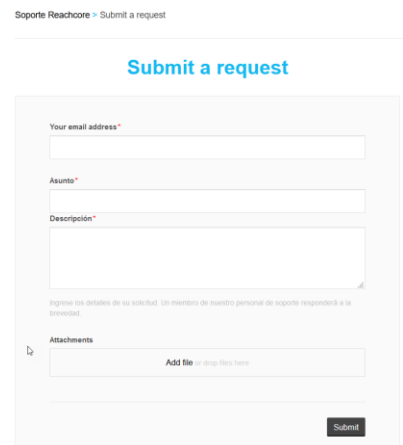 Soporte Reachcore > Submit a request
Submit a request
Your email address*
Asunto*
Descripción*
Ingrese los detalles de su solicitud. Un miembro de nuestro personal de soporte responderá a la
brevedad.
Attachments
Add file or drop files here
Submit